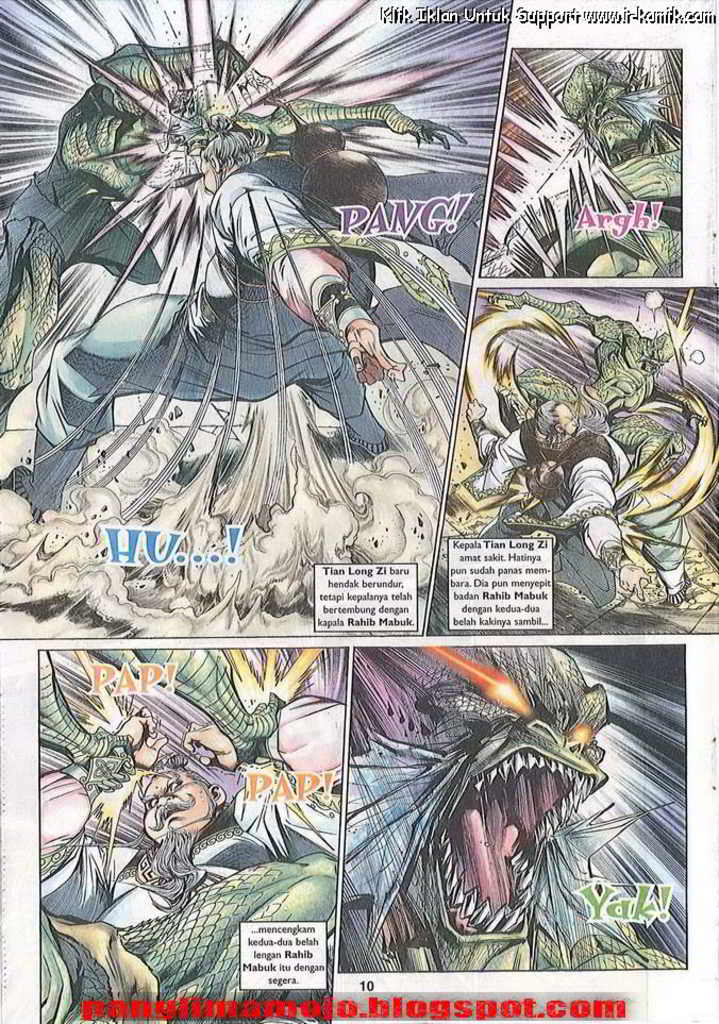 Klik Iklan Untuk Support www.ir-komik.com
PANG!
Argh!
HU...!
Tian Long Zi baru
hendak berundur,
tetapi kepalanya telah
bertembung dengan
kapala Rahib Mabuk.
Kepala Tian Long Zi
amat sakit. Hatinya
pun sudah panas mem-
bara. Dia pun menyepit
badan Rahib Mabuk
dengan kedua-dua
belah kakinya sambil...
PAP!
PAP!
...mencengkam
kedua-dua belah
lengan Rahib
Mabuk itu dengan
segera.
Yak!
10
panglimamojo.blogspot.com